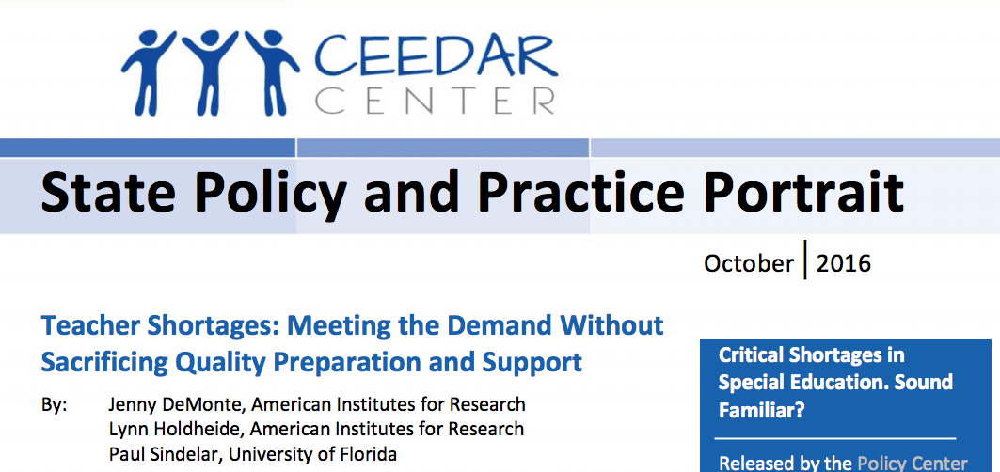 CEEDAR
CENTER
State Policy and Practice Portrait
October | 2016
Teacher Shortages: Meeting the Demand Without
Sacrificing Quality Preparation and Support
By: Jenny DeMonte, American Institutes for Research
Lynn Holdheide, American Institutes for Research
Paul Sindelar, University of Florida
Critical Shortages in
Special Education. Sound
Familiar?
Released by the Policy Center